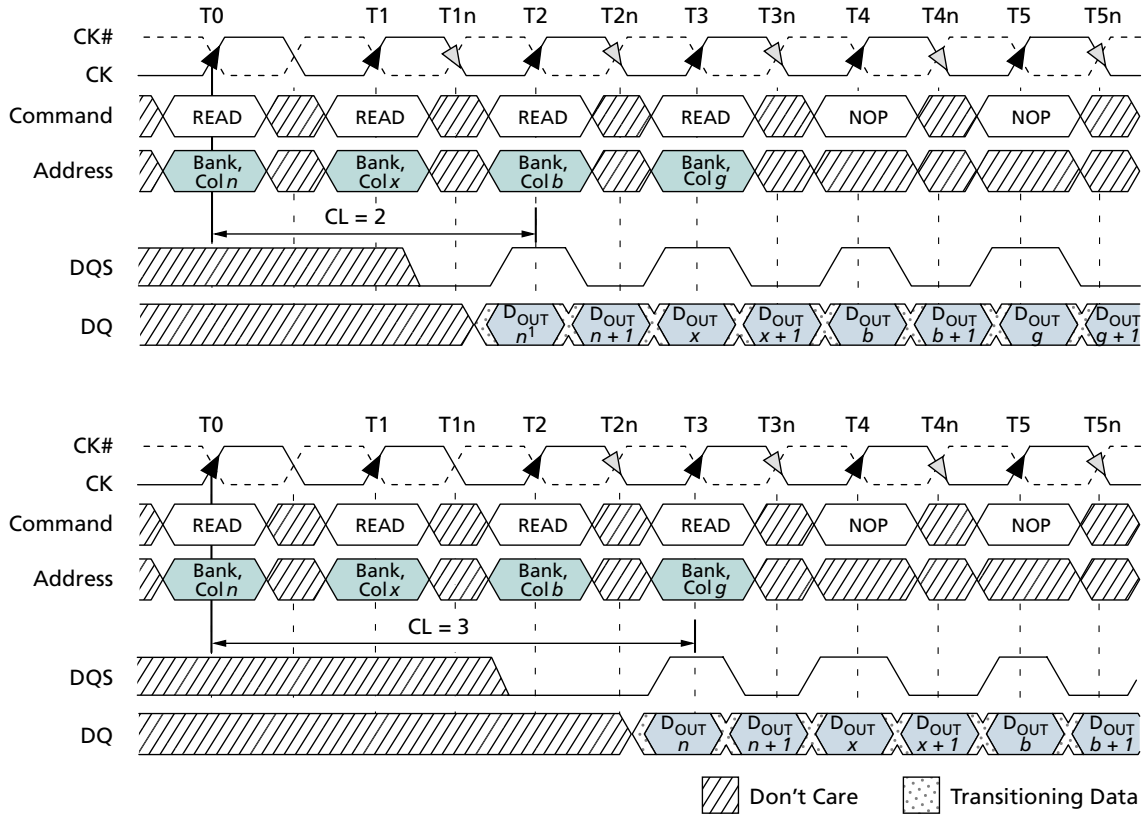 T0 T1 T1n T2 T2n T3 T3n T4 T4n T5 T5n
CK#
CK
Command READ READ READ READ NOP NOP
Address Bank, Col n Bank, Col x Bank, Col b Bank, Col g
CL = 2
DQS
DQ DOUT n¹ DOUT n + 1 DOUT x DOUT x + 1 DOUT b DOUT b + 1 DOUT g DOUT g + 1
T0 T1 T1n T2 T2n T3 T3n T4 T4n T5 T5n
CK#
CK
Command READ READ READ READ NOP NOP
Address Bank, Col n Bank, Col x Bank, Col b Bank, Col g
CL = 3
DQS
DQ DOUT n DOUT n + 1 DOUT x DOUT x + 1 DOUT b DOUT b + 1
Don't Care Transitioning Data